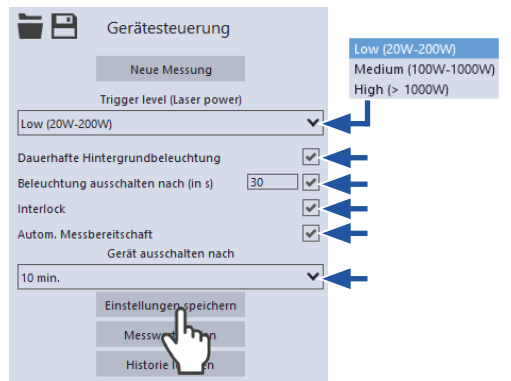 Gerätesteuerung
Neue Messung
Trigger level (Laser power)
Low (20W-200W)
Low (20W-200W)
Medium (100W-1000W)
High (> 1000W)
Dauerhafte Hintergrundbeleuchtung
Beleuchtung ausschalten nach (in s) 30
Interlock
Autom. Messbereitschaft
Gerät ausschalten nach
10 min.
Einstellungen speichern
Historie